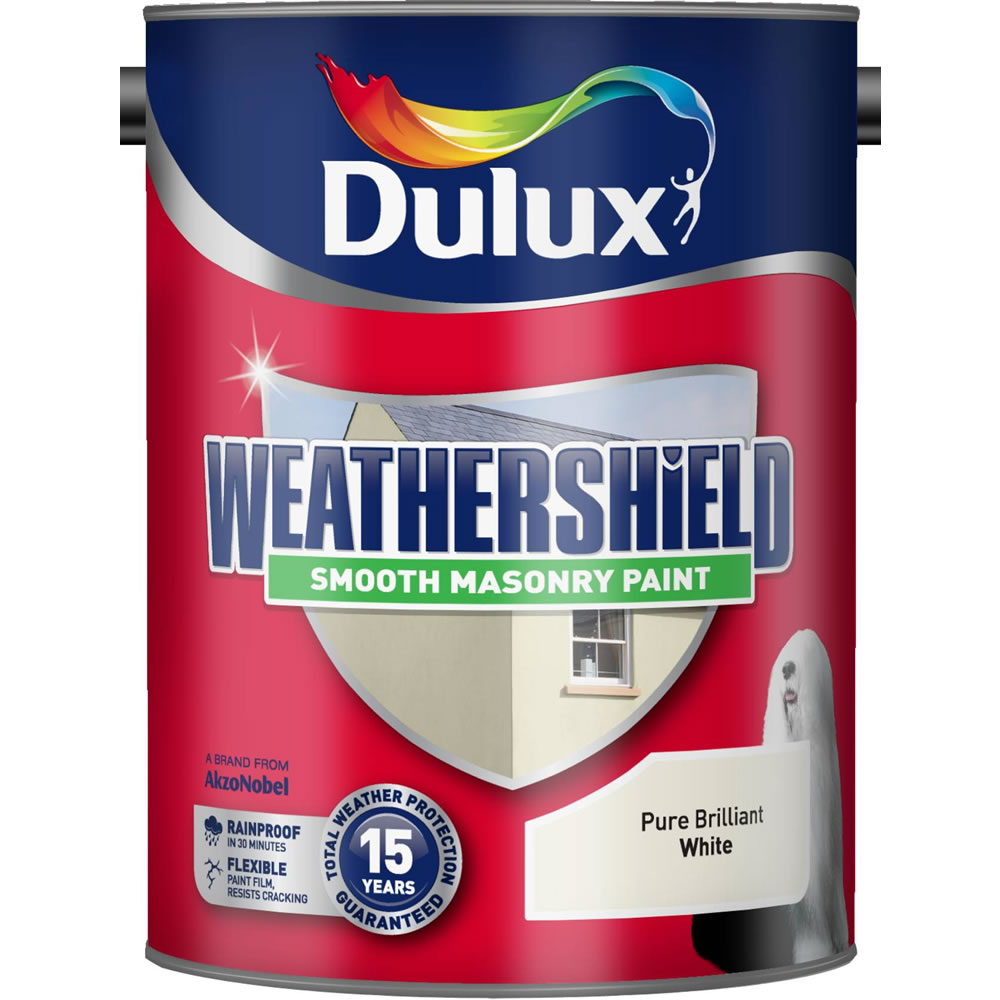 Dulux
WEATHERSHiELD
SMOOTH MASONRY PAINT
A BRAND FROM
AkzoNobel
RAINPROOF
IN 30 MINUTES
FLEXIBLE
PAINT FILM,
RESISTS CRACKING
TOTAL WEATHER PROTECTION
15
YEARS
GUARANTEED
Pure Brilliant
White